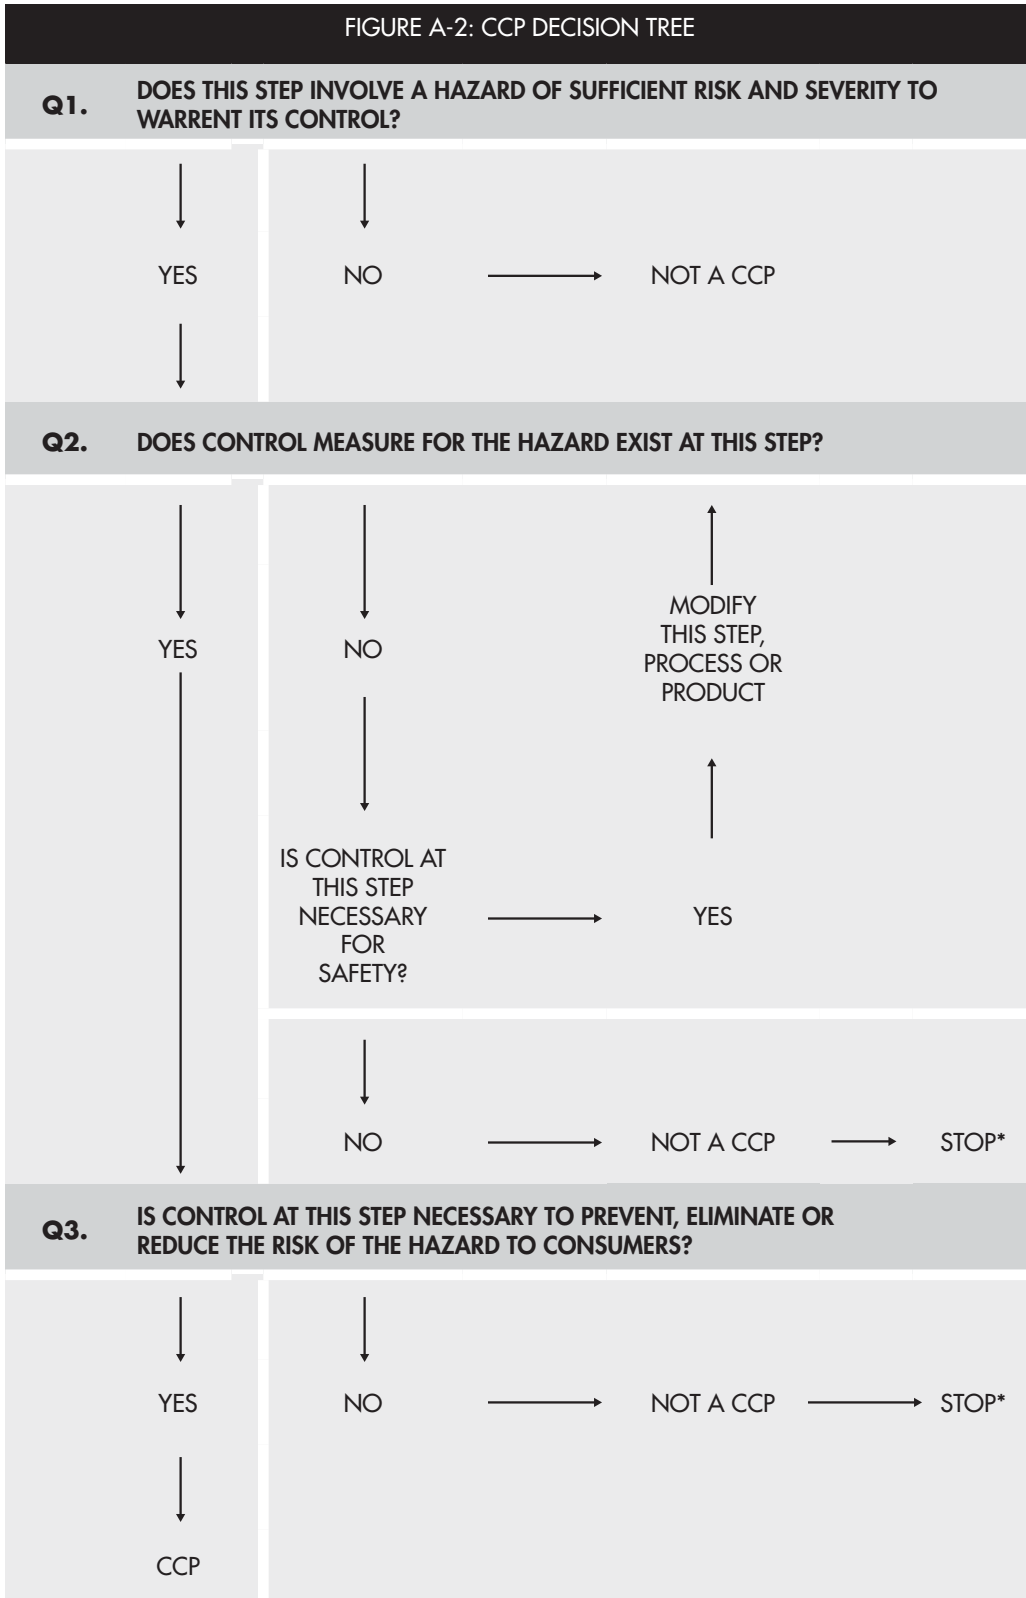 FIGURE A-2: CCP DECISION TREE
Q1.
DOES THIS STEP INVOLVE A HAZARD OF SUFFICIENT RISK AND SEVERITY TO
WARRENT ITS CONTROL?
YES
NO
NOT A CCP
Q2.
DOES CONTROL MEASURE FOR THE HAZARD EXIST AT THIS STEP?
YES
NO
MODIFY
THIS STEP,
PROCESS OR
PRODUCT
IS CONTROL AT
THIS STEP
NECESSARY
FOR
SAFETY?
YES
NO
NOT A CCP
STOP*
Q3.
IS CONTROL AT THIS STEP NECESSARY TO PREVENT, ELIMINATE OR
REDUCE THE RISK OF THE HAZARD TO CONSUMERS?
YES
NO
NOT A CCP
STOP*
CCP